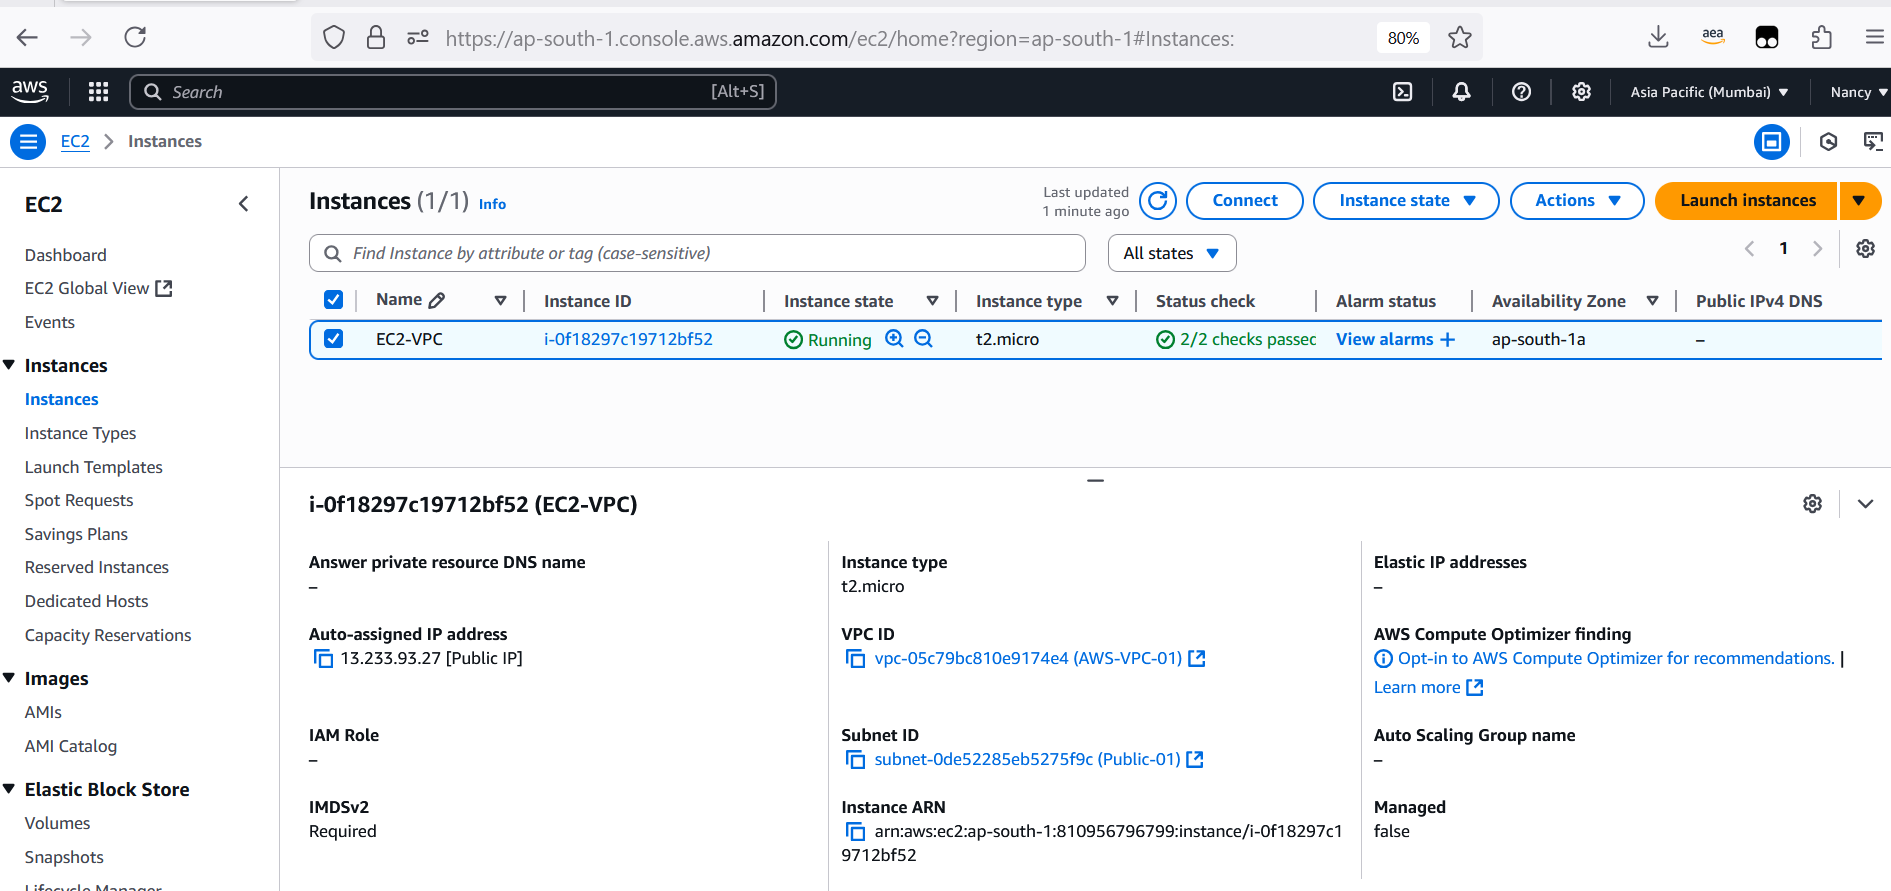 https://ap-south-1.console.aws.amazon.com/ec2/home?region=ap-south-1#Instances:
80%
aea
aws
Search
[Alt+S]
Asia Pacific (Mumbai)
Nancy
EC2
Instances
EC2
Dashboard
EC2 Global View
Events
Instances
Instances
Instance Types
Launch Templates
Spot Requests
Savings Plans
Reserved Instances
Dedicated Hosts
Capacity Reservations
Images
AMIs
AMI Catalog
Elastic Block Store
Volumes
Snapshots
Lifecycle Manager
Instances (1/1) Info
Last updated
1 minute ago
Connect
Instance state
Actions
Launch instances
Find Instance by attribute or tag (case-sensitive)
All states
1
Name Instance ID Instance state Instance type Status check Alarm status Availability Zone Public IPv4 DNS
EC2-VPC i-0f18297c19712bf52 Running t2.micro 2/2 checks passec View alarms + ap-south-1a –
i-0f18297c19712bf52 (EC2-VPC)
Answer private resource DNS name
–
Instance type
t2.micro
Elastic IP addresses
–
Auto-assigned IP address
13.233.93.27 [Public IP]
VPC ID
vpc-05c79bc810e9174e4 (AWS-VPC-01)
AWS Compute Optimizer finding
Opt-in to AWS Compute Optimizer for recommendations. |
Learn more
IAM Role
–
Subnet ID
subnet-0de52285eb5275f9c (Public-01)
Auto Scaling Group name
–
IMDSv2
Required
Instance ARN
arn:aws:ec2:ap-south-1:810956796799:instance/i-0f18297c1
9712bf52
Managed
false